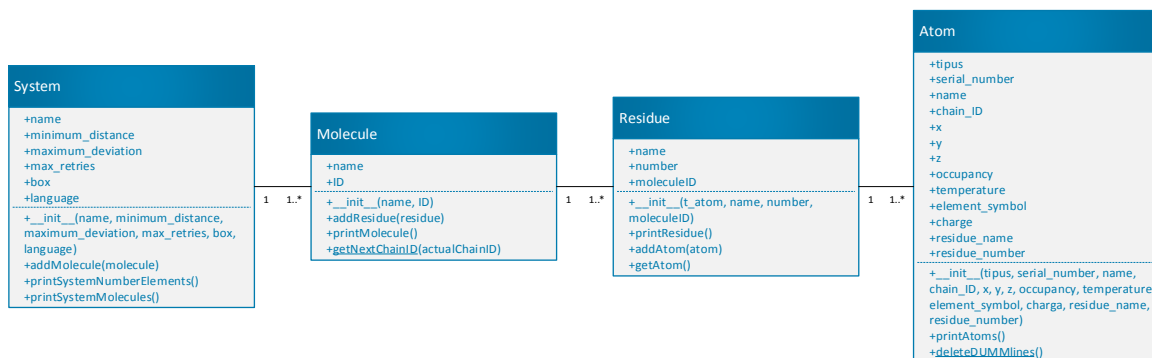 System
+name
+minimum_distance
+maximum_deviation
+max_retries
+box
+language
+__init__(name, minimum_distance,
maximum_deviation, max_retries, box,
language)
+addMolecule(molecule)
+printSystemNumberElements()
+printSystemMolecules()
1 1..*
Molecule
+name
+ID
+__init__(name, ID)
+addResidue(residue)
+printMolecule()
+getNextChainID(actualChainID)
1 1..*
Residue
+name
+number
+moleculeID
+__init__(t_atom, name, number,
moleculeID)
+printResidue()
+addAtom(atom)
+getAtom()
1 1..*
Atom
+tipus
+serial_number
+name
+chain_ID
+x
+y
+z
+occupancy
+temperature
+element_symbol
+charge
+residue_name
+residue_number
+__init__(tipus, serial_number, name,
chain_ID, x, y, z, occupancy, temperature
element_symbol, charga, residue_name,
residue_number)
+printAtoms()
+deleteDUMMlines()